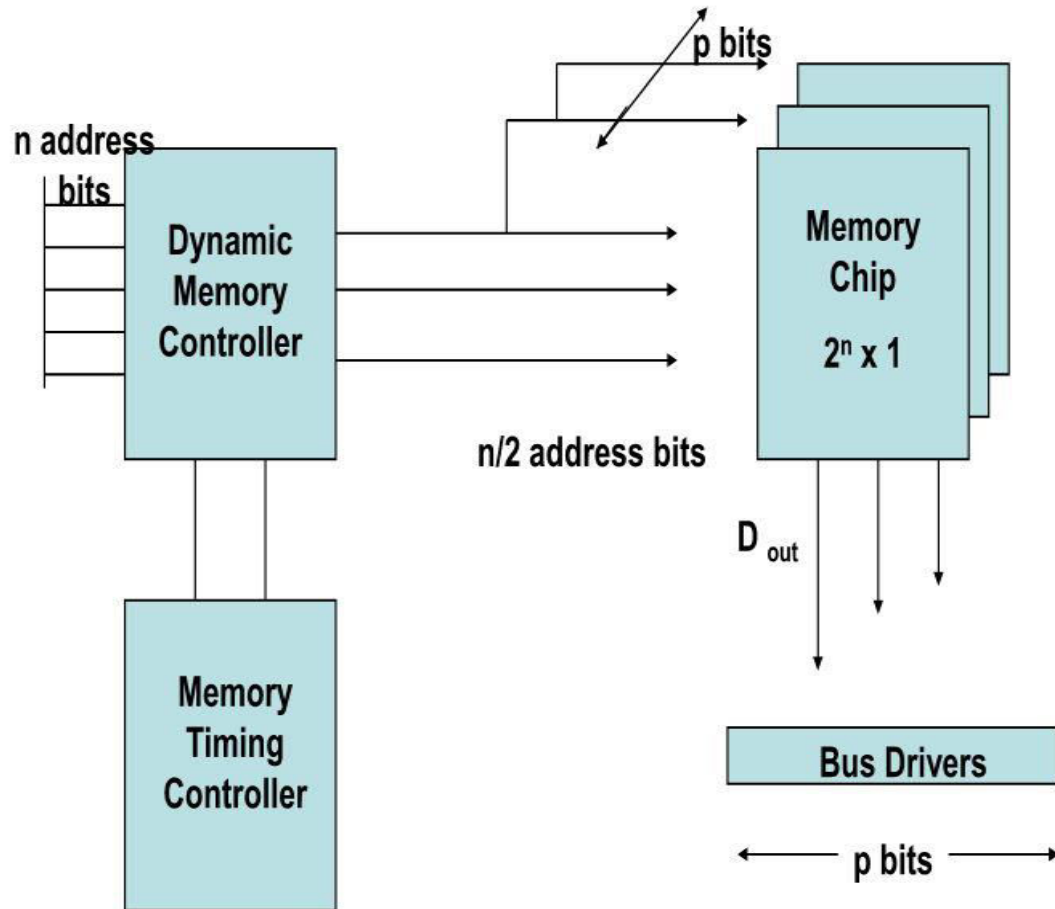 p bits
n address
bits
Dynamic
Memory
Controller
Memory
Chip
2ⁿ x 1
n/2 address bits
D out
Memory
Timing
Controller
Bus Drivers
p bits